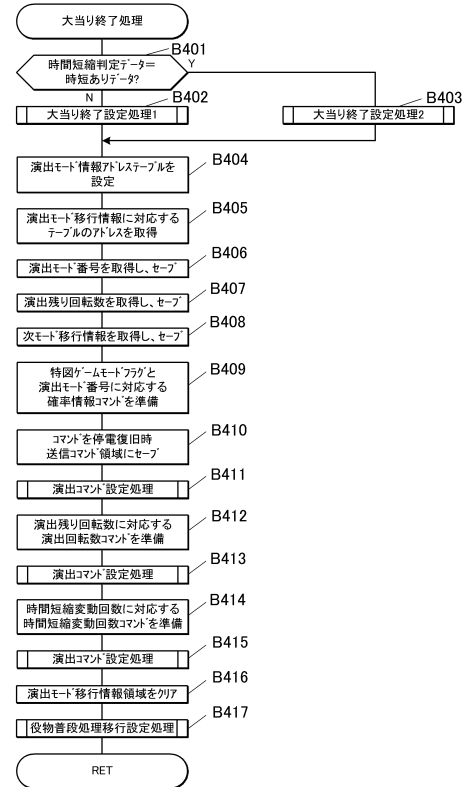 大当り終了処理
B401
時間短縮判定データ＝
時短ありデータ?
Y
N
B402
大当り終了設定処理1
B403
大当り終了設定処理2
B404
演出モード情報アドレステーブルを
設定
B405
演出モード移行情報に対応する
テーブルのアドレスを取得
B406
演出モード番号を取得し、セーブ
B407
演出残り回転数を取得し、セーブ
B408
次モード移行情報を取得し、セーブ
B409
特図ゲームモードフラグと
演出モード番号に対応する
確率情報コマンドを準備
B410
コマンドを停電復旧時
送信コマンド領域にセーブ
B411
演出コマンド設定処理
B412
演出残り回転数に対応する
演出回転数コマンドを準備
B413
演出コマンド設定処理
B414
時間短縮変動回数に対応する
時間短縮変動回数コマンドを準備
B415
演出コマンド設定処理
B416
演出モード移行情報領域をクリア
B417
役物普段処理移行設定処理
RET